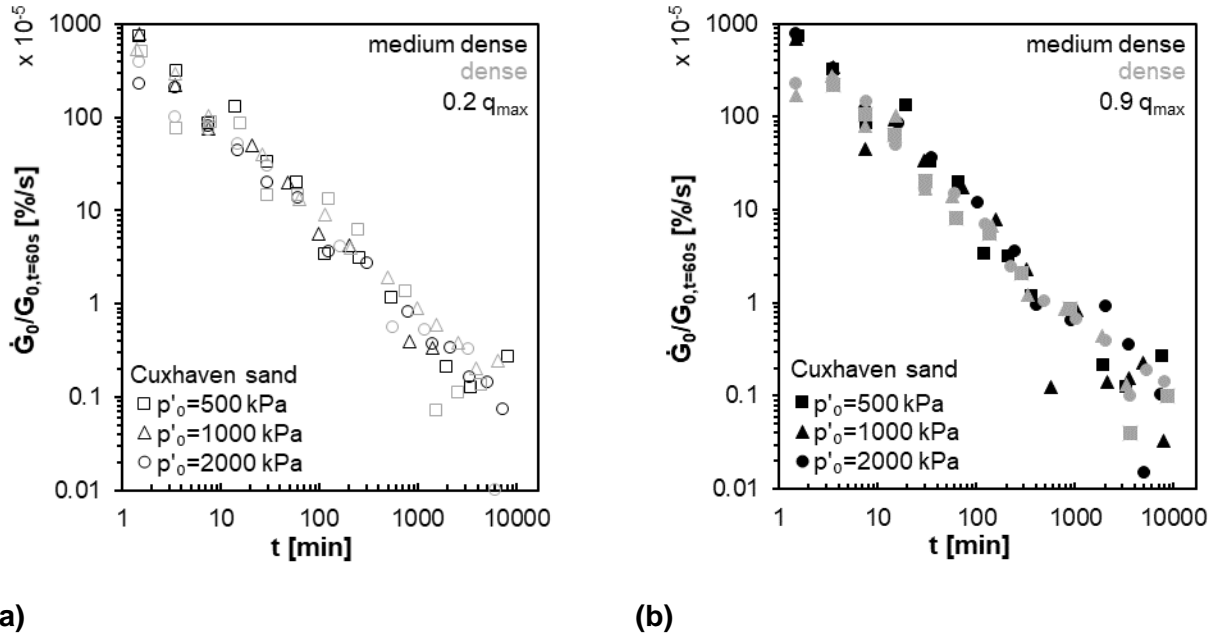 x 10-5
1000
100
10
1
0.1
0.01
Ġ0/G0,t=60s [%/s]
medium dense
dense
0.2 qmax
Cuxhaven sand
p'0=500 kPa
p'0=1000 kPa
p'0=2000 kPa
1 10 100 1000 10000
t [min]
a)
x 10-5
1000
100
10
1
0.1
0.01
Ġ0/G0,t=60s [%/s]
medium dense
dense
0.9 qmax
Cuxhaven sand
p'0=500 kPa
p'0=1000 kPa
p'0=2000 kPa
1 10 100 1000 10000
t [min]
(b)